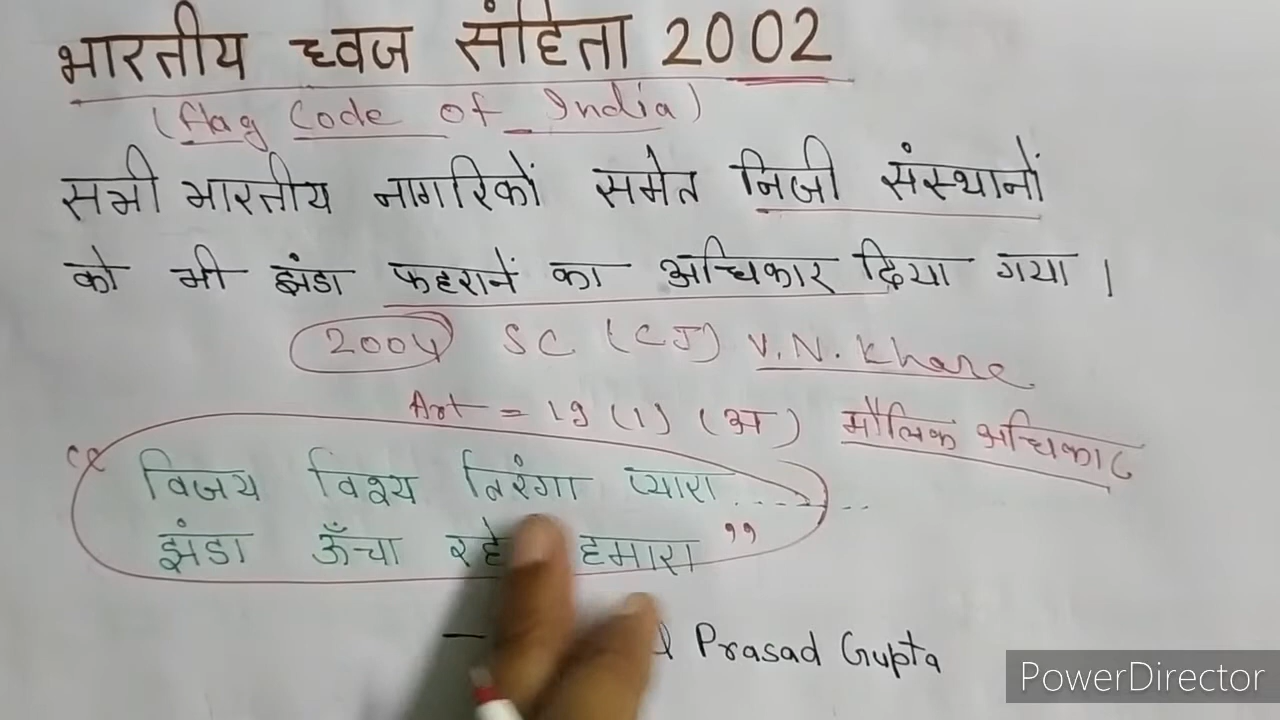 भारतीय ध्वज संहिता 2002
(Flag Code of India)
सभी भारतीय नागरिकों समेत निजी संस्थानों
को भी झंडा फहरानें का अधिकार दिया गया ।
2004 SC (CJ) V.N. Khare
Art = 19 (1) (अ) मौलिक अधिकार
“ विजय विश्य तिरंगा प्यारा ........
झंडा ऊँचा रहे हमारा ”
— Prasad Gupta
PowerDirector